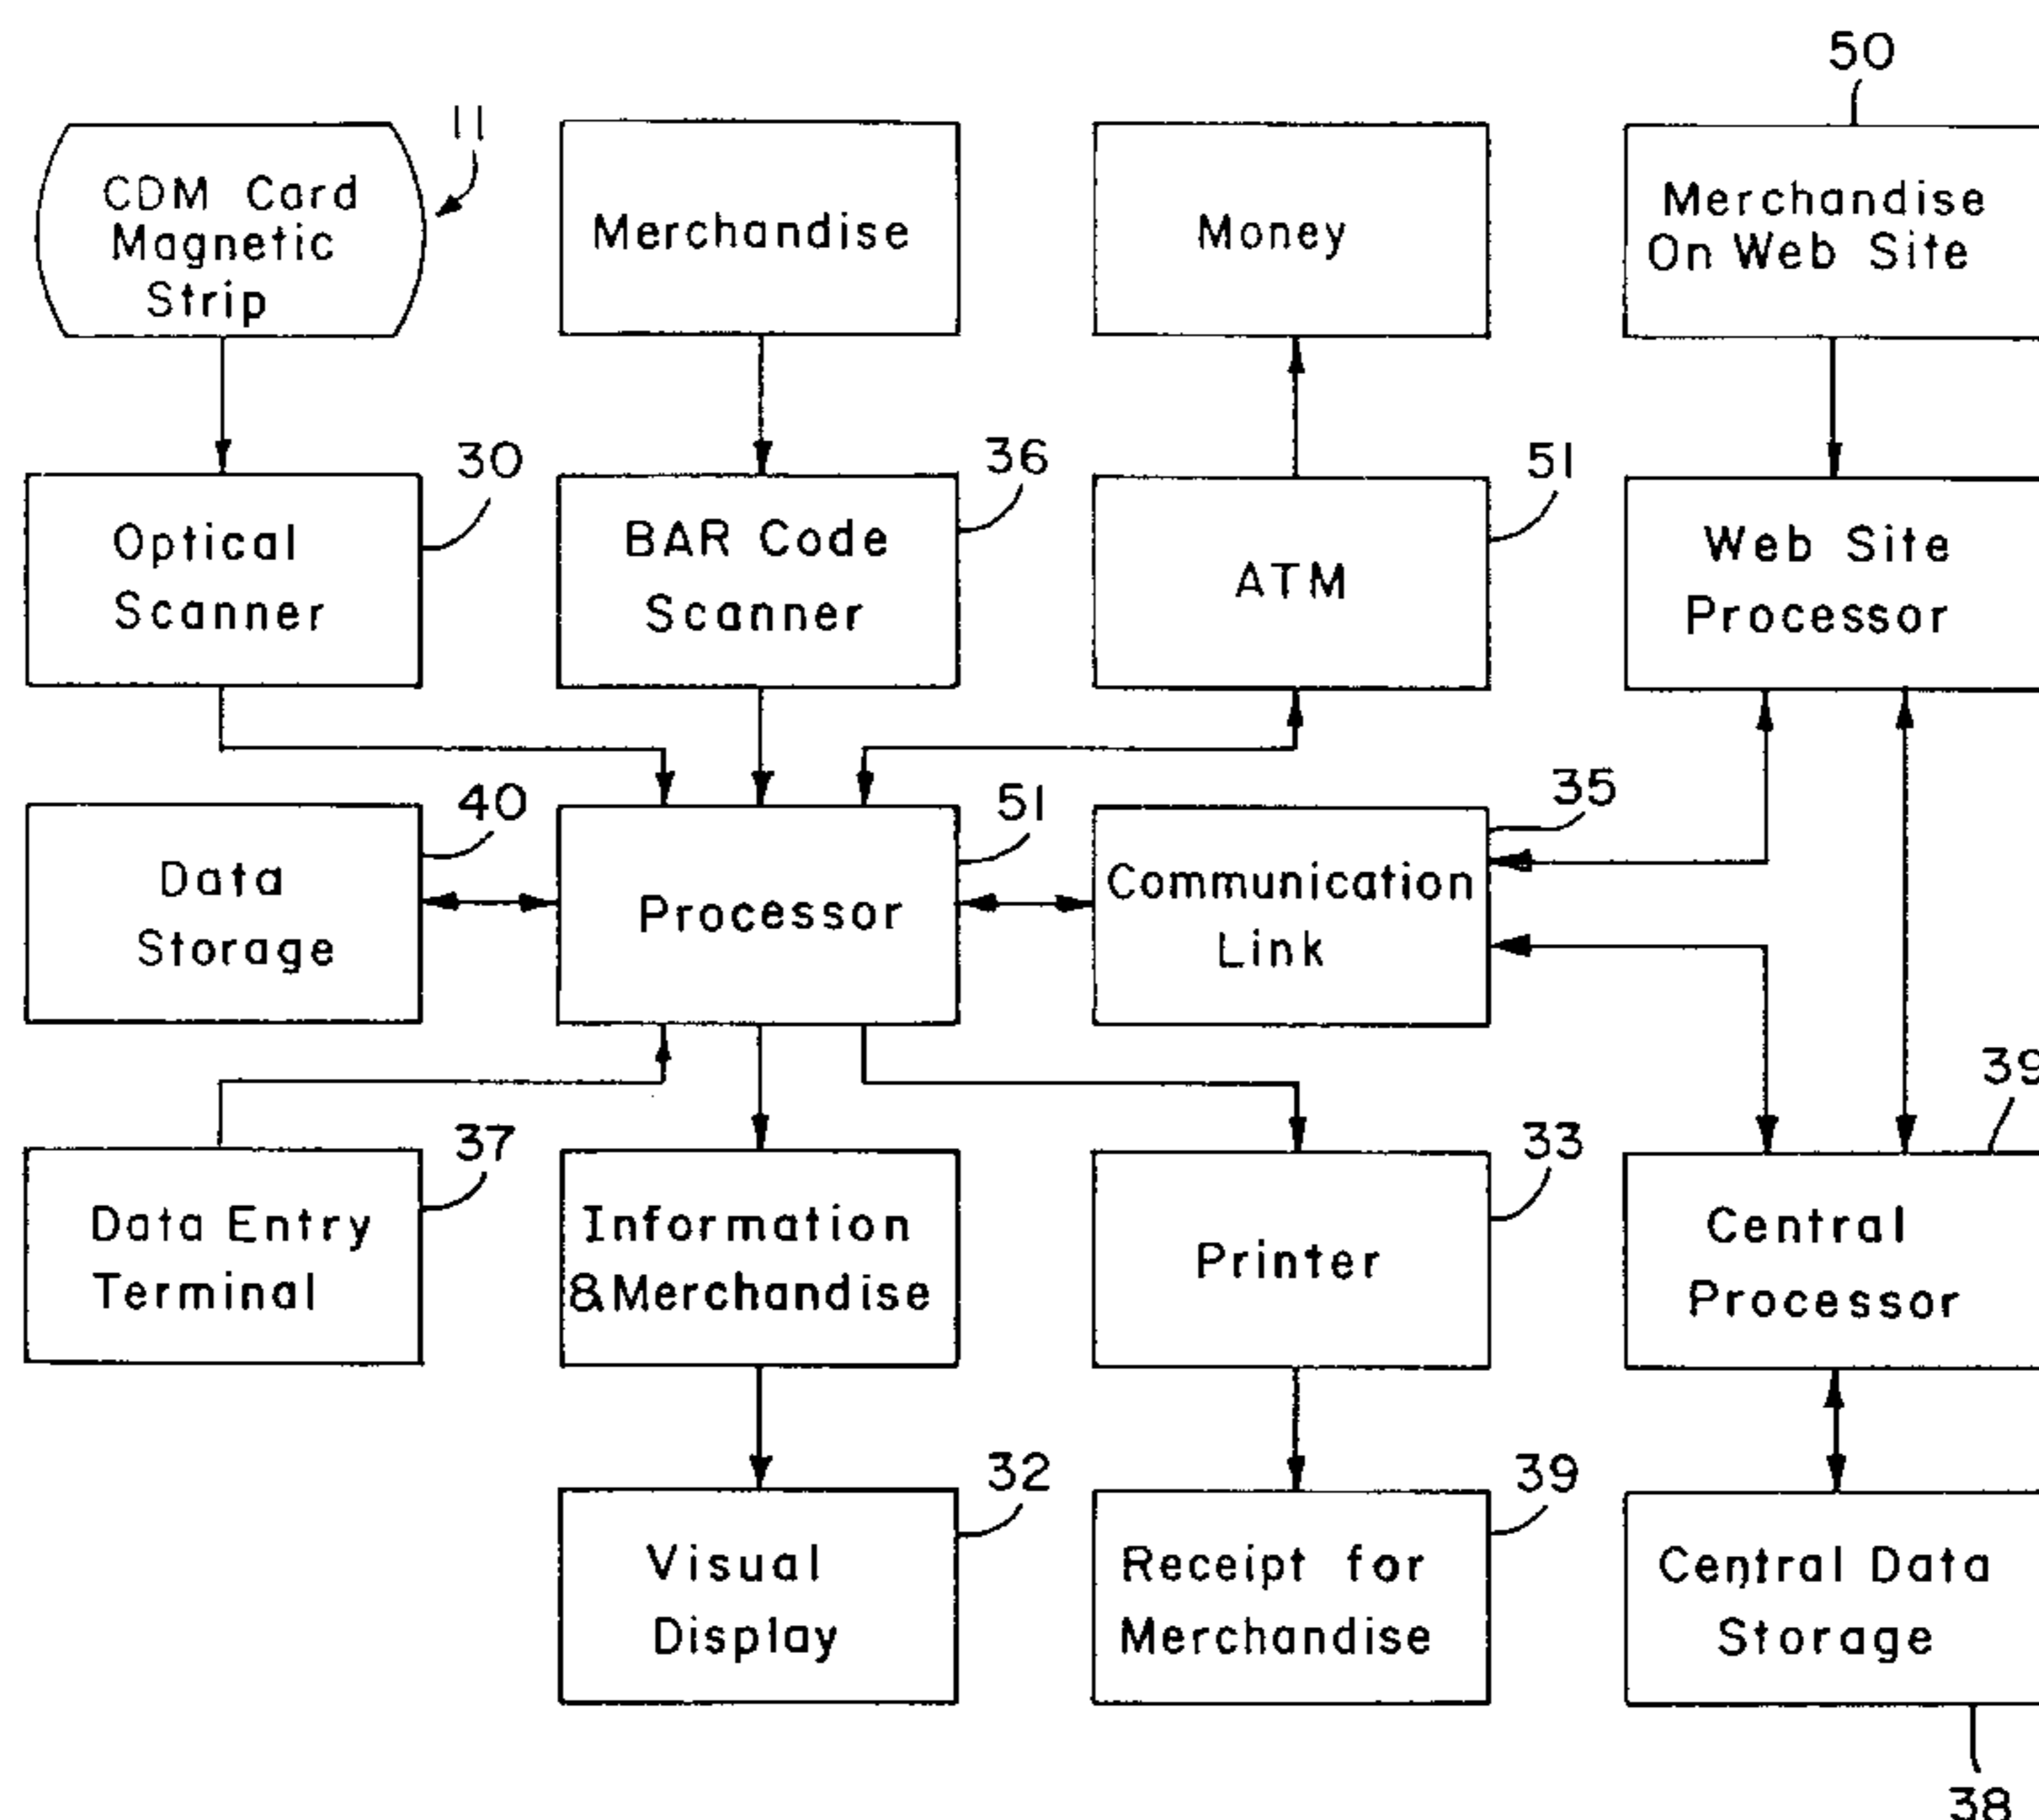 50
11
CDM Card
Magnetic
Strip
Merchandise
Money
Merchandise
On Web Site
30
36
51
Optical
Scanner
BAR Code
Scanner
ATM
Web Site
Processor
40
51
35
Data
Storage
Processor
Communication
Link
39
37
33
Data Entry
Terminal
Information
&Merchandise
Printer
Central
Processor
32
39
Visual
Display
Receipt for
Merchandise
Central Data
Storage
38